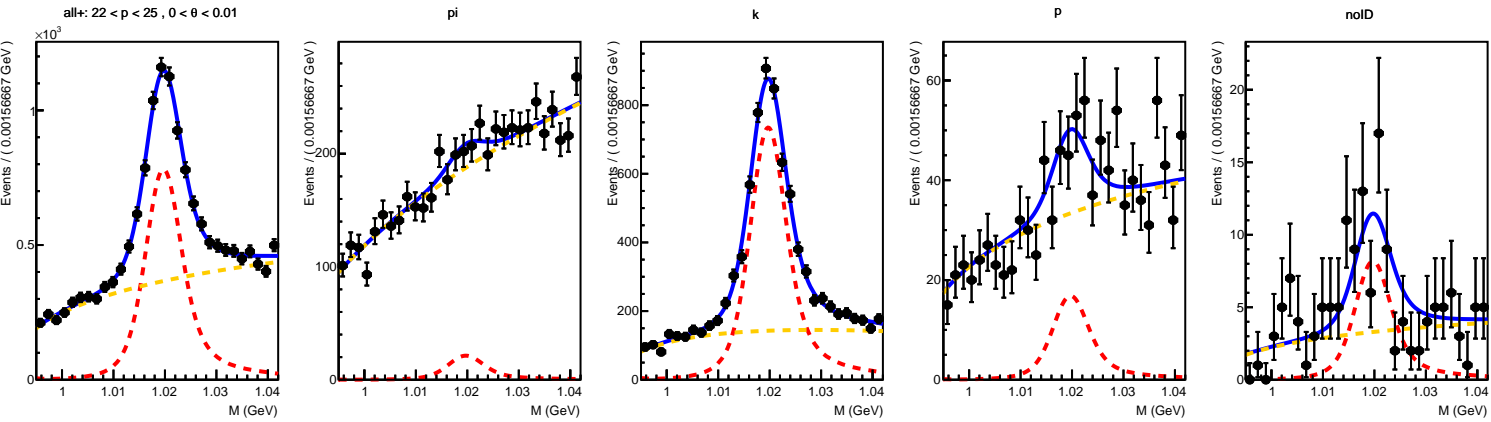 all+: 22 < p < 25 , 0 < θ < 0.01
×10³
Events / ( 0.00156667 GeV )
1
0.5
0
1 1.01 1.02 1.03 1.04
M (GeV)
pi
Events / ( 0.00156667 GeV )
200
100
0
1 1.01 1.02 1.03 1.04
M (GeV)
k
Events / ( 0.00156667 GeV )
800
600
400
200
0
1 1.01 1.02 1.03 1.04
M (GeV)
p
Events / ( 0.00156667 GeV )
60
40
20
0
1 1.01 1.02 1.03 1.04
M (GeV)
noID
Events / ( 0.00156667 GeV )
20
15
10
5
0
1 1.01 1.02 1.03 1.04
M (GeV)